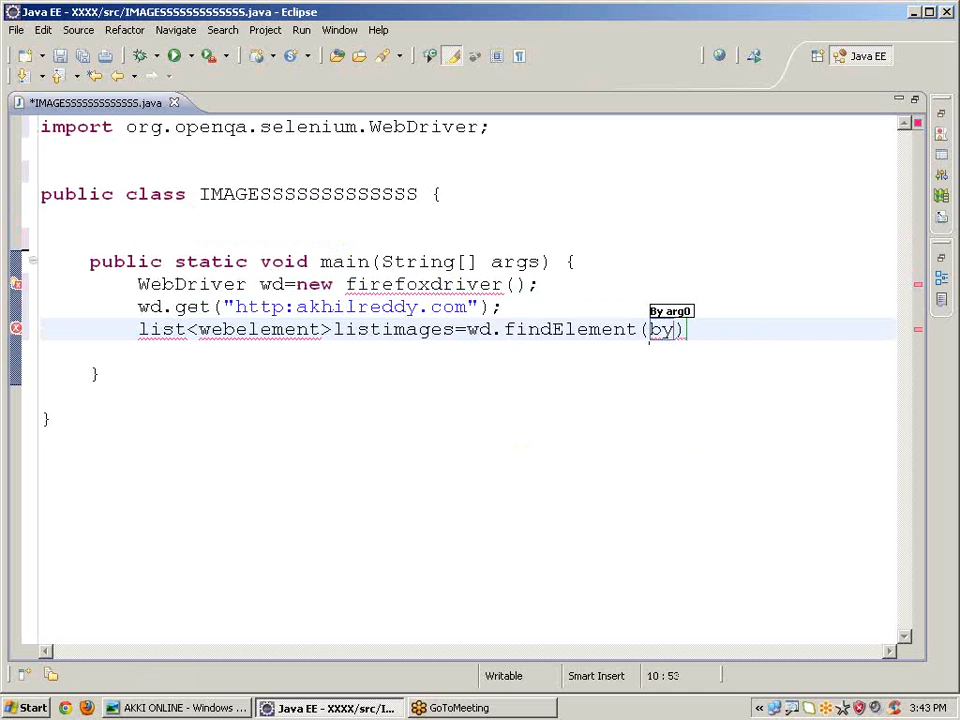 Java EE - XXXX/src/IMAGESSSSSSSSSSSSS.java - Eclipse
File Edit Source Refactor Navigate Search Project Run Window Help
Java EE
*IMAGESSSSSSSSSSSSS.java
import org.openqa.selenium.WebDriver;
public class IMAGESSSSSSSSSSSSS {
public static void main(String[] args) {
WebDriver wd=new firefoxdriver();
wd.get("http:akhilreddy.com");
By arg0
list<webelement>listimages=wd.findElement(by)
}
}
Writable Smart Insert 10 : 53
Start AKKI ONLINE - Windows ... Java EE - XXXX/src/I... GoToMeeting « 3:43 PM